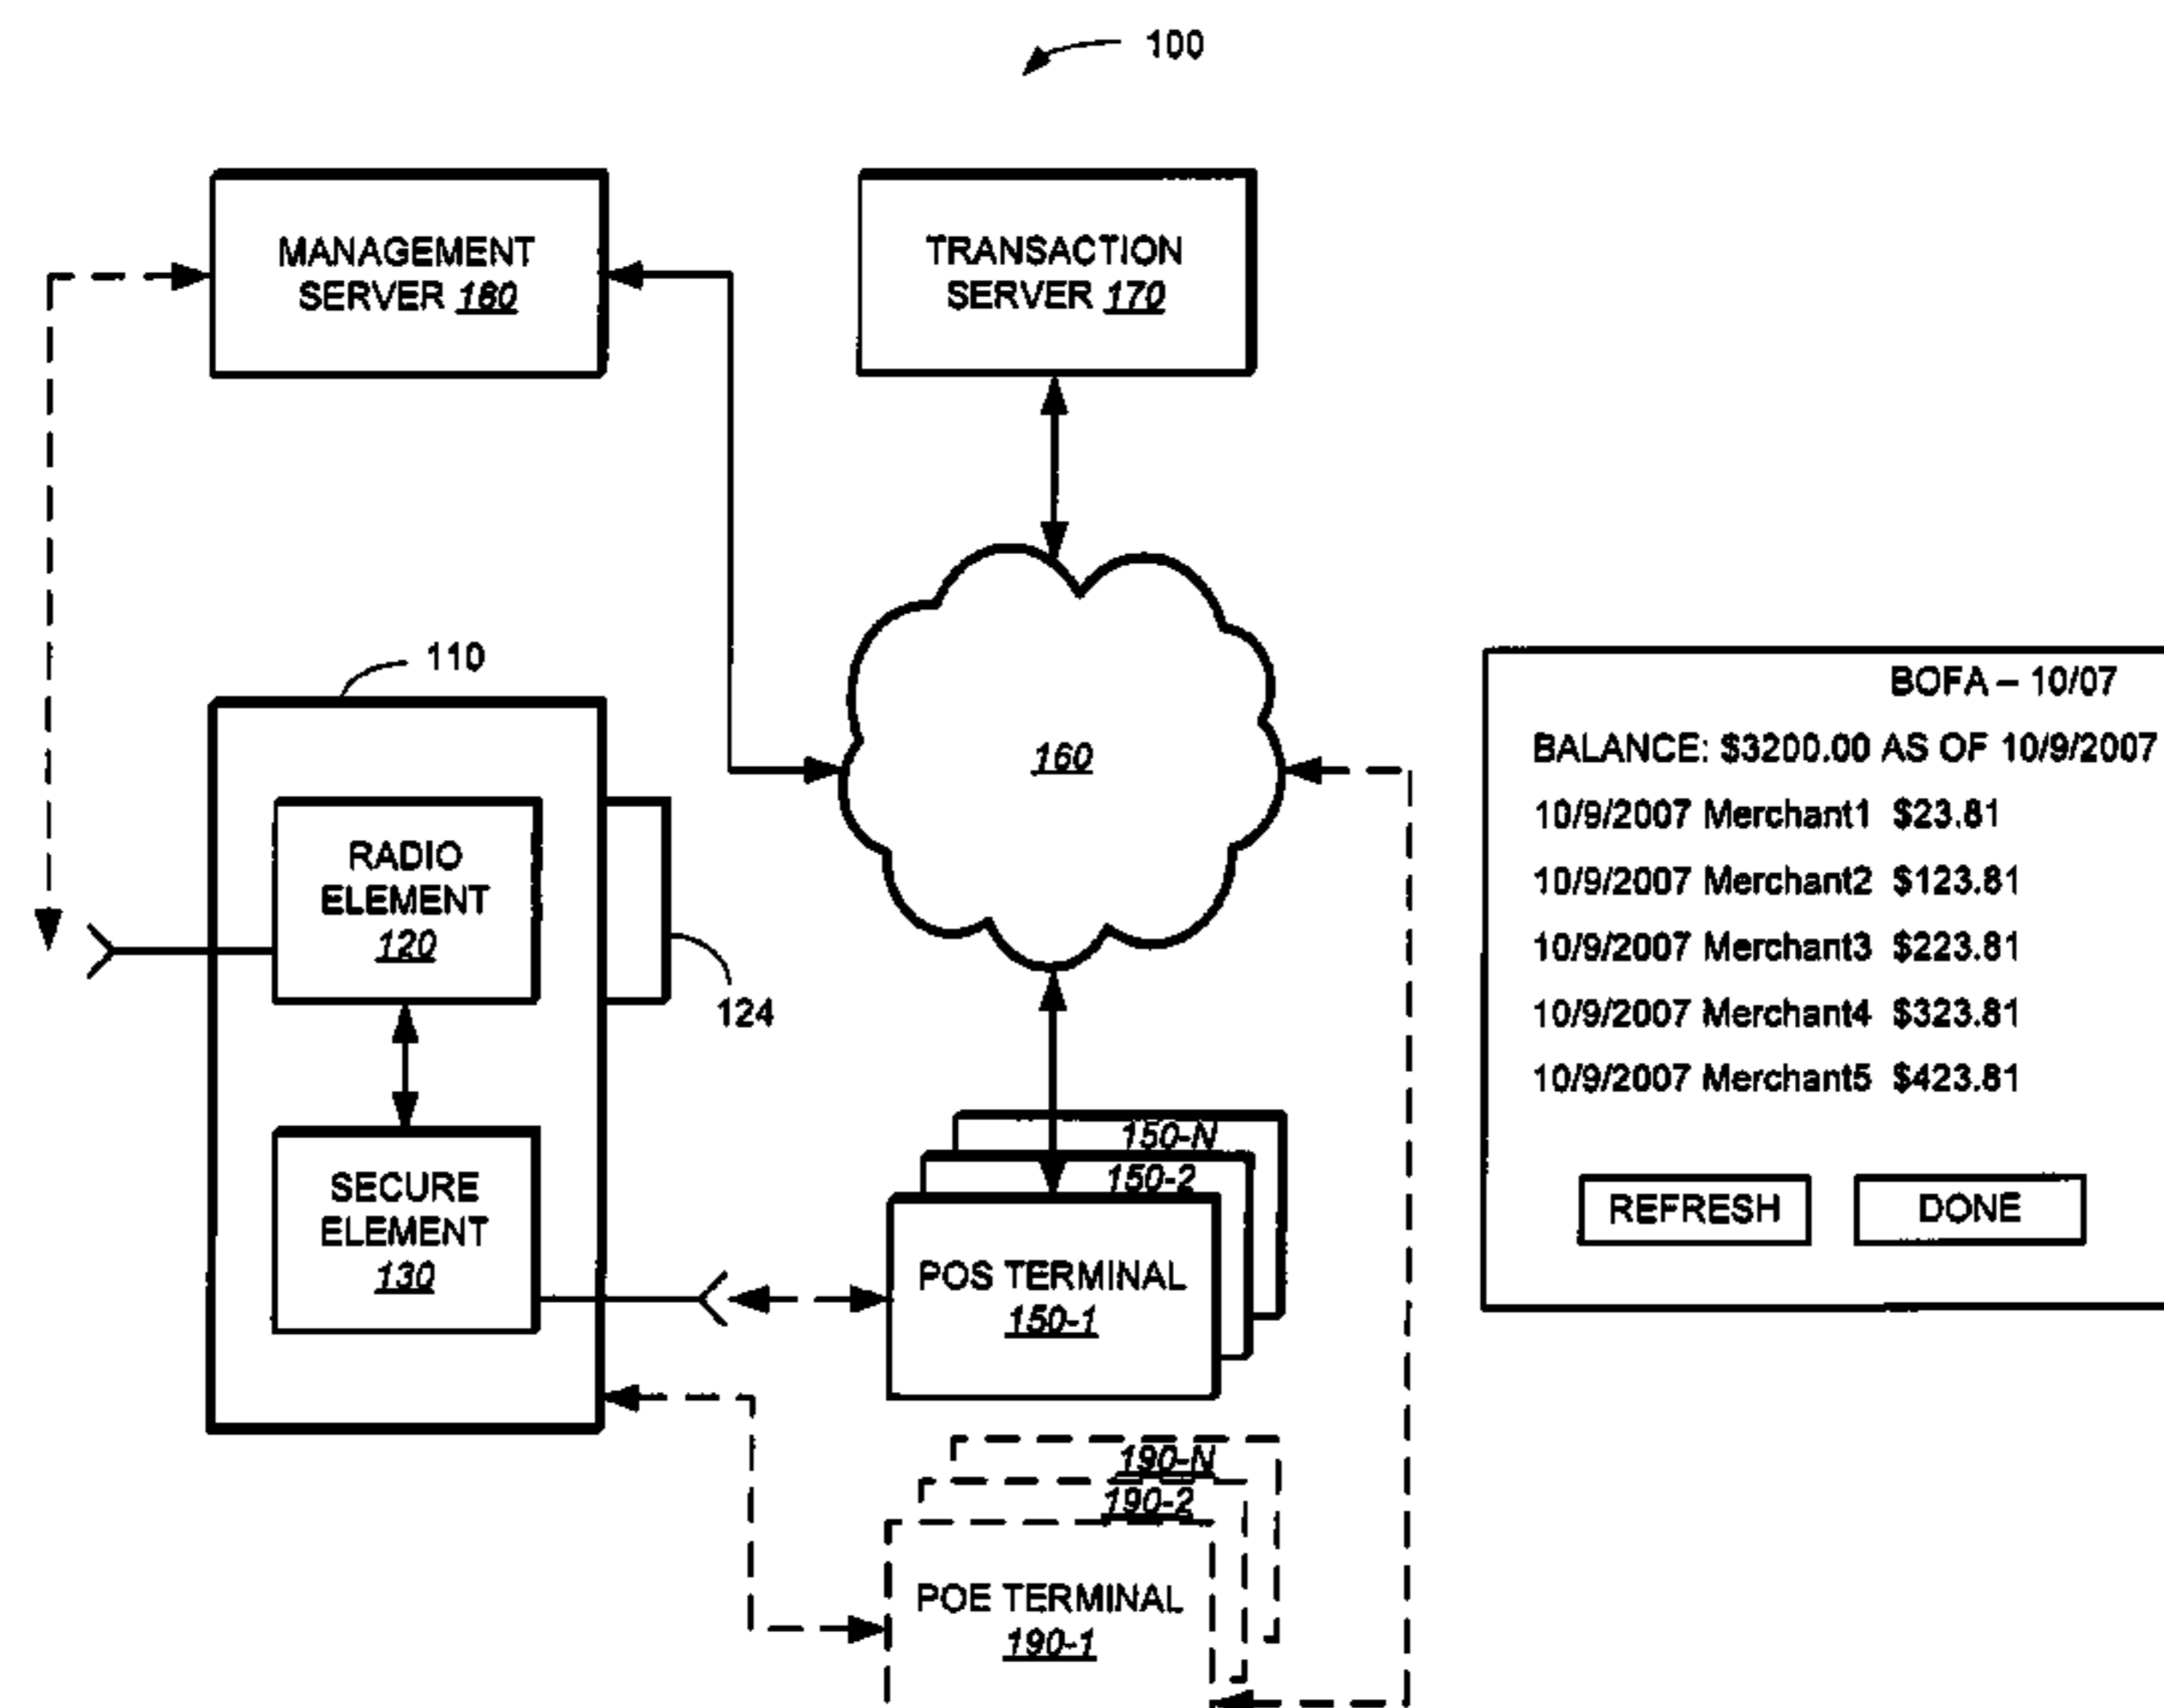 100
MANAGEMENT
SERVER 180
TRANSACTION
SERVER 170
110
160
RADIO
ELEMENT
120
124
SECURE
ELEMENT
130
150-N
150-2
POS TERMINAL
150-1
190-N
190-2
POE TERMINAL
190-1
BOFA – 10/07
BALANCE: $3200.00 AS OF 10/9/2007
10/9/2007 Merchant1 $23.81
10/9/2007 Merchant2 $123.81
10/9/2007 Merchant3 $223.81
10/9/2007 Merchant4 $323.81
10/9/2007 Merchant5 $423.81
REFRESH
DONE